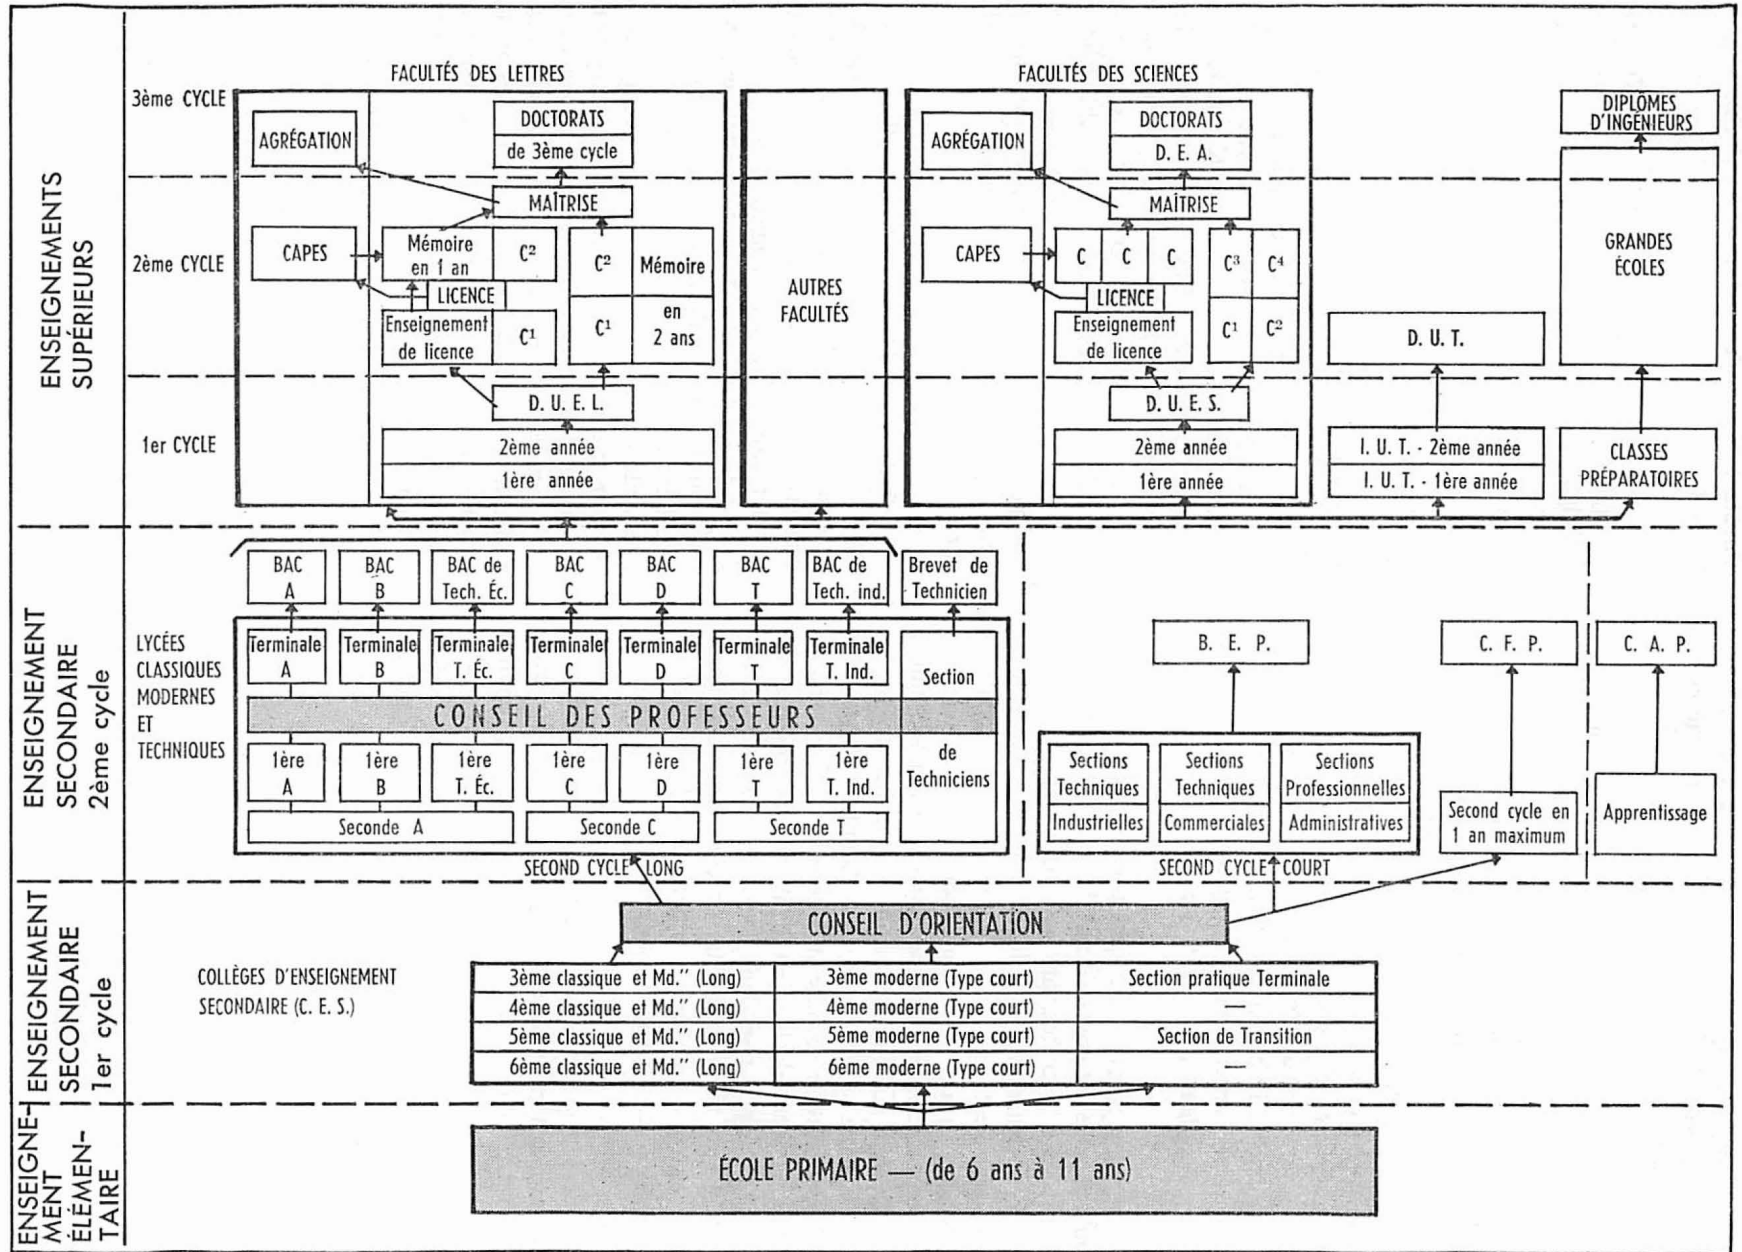 ENSEIGNEMENTS
SUPÉRIEURS
3ème CYCLE
2ème CYCLE
1er CYCLE
FACULTÉS DES LETTRES
AGRÉGATION
DOCTORATS
de 3ème cycle
MAÎTRISE
CAPES
Mémoire
en 1 an
C²
LICENCE
Enseignement
de licence
C¹
C²
Mémoire
C¹
en
2 ans
D. U. E. L.
2ème année
1ère année
AUTRES
FACULTÉS
FACULTÉS DES SCIENCES
AGRÉGATION
DOCTORATS
D. E. A.
MAÎTRISE
CAPES
C
C
C
LICENCE
Enseignement
de licence
C³
C⁴
C¹
C²
D. U. E. S.
2ème année
1ère année
D. U. T.
I. U. T. - 2ème année
I. U. T. - 1ère année
DIPLÔMES
D'INGÉNIEURS
GRANDES
ÉCOLES
CLASSES
PRÉPARATOIRES
ENSEIGNEMENT
SECONDAIRE
2ème cycle
LYCÉES
CLASSIQUES
MODERNES
ET
TECHNIQUES
BAC
A
BAC
B
BAC de
Tech. Éc.
BAC
C
BAC
D
BAC
T
BAC de
Tech. ind.
Brevet de
Technicien
Terminale
A
Terminale
B
Terminale
T. Éc.
Terminale
C
Terminale
D
Terminale
T
Terminale
T. Ind.
Section
CONSEIL DES PROFESSEURS
1ère
A
1ère
B
1ère
T. Éc.
1ère
C
1ère
D
1ère
T
1ère
T. Ind.
de
Techniciens
Seconde A
Seconde C
Seconde T
SECOND CYCLE LONG
B. E. P.
C. F. P.
C. A. P.
Sections
Techniques
Industrielles
Sections
Techniques
Commerciales
Sections
Professionnelles
Administratives
Second cycle en
1 an maximum
Apprentissage
SECOND CYCLE COURT
ENSEIGNEMENT
SECONDAIRE
1er cycle
CONSEIL D'ORIENTATION
COLLÈGES D'ENSEIGNEMENT
SECONDAIRE (C. E. S.)
3ème classique et Md." (Long)
3ème moderne (Type court)
Section pratique Terminale
4ème classique et Md." (Long)
4ème moderne (Type court)
—
5ème classique et Md." (Long)
5ème moderne (Type court)
Section de Transition
6ème classique et Md." (Long)
6ème moderne (Type court)
—
ENSEIGNE-
MENT
ÉLÉMEN-
TAIRE
ÉCOLE PRIMAIRE — (de 6 ans à 11 ans)